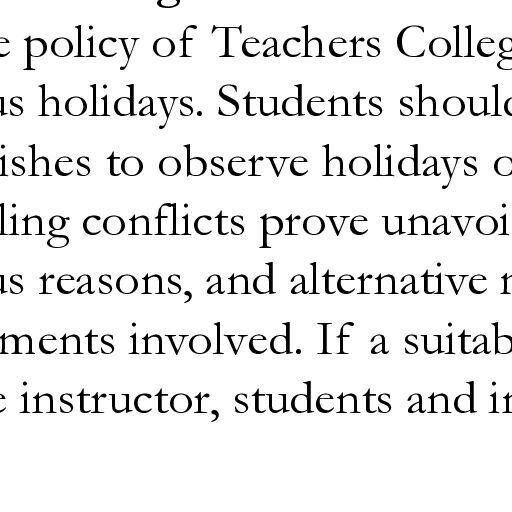 e policy of Teachers Colleg
us holidays. Students should
ishes to observe holidays o
ling conflicts prove unavoi
us reasons, and alternative
ments involved. If a suitab
e instructor, students and in